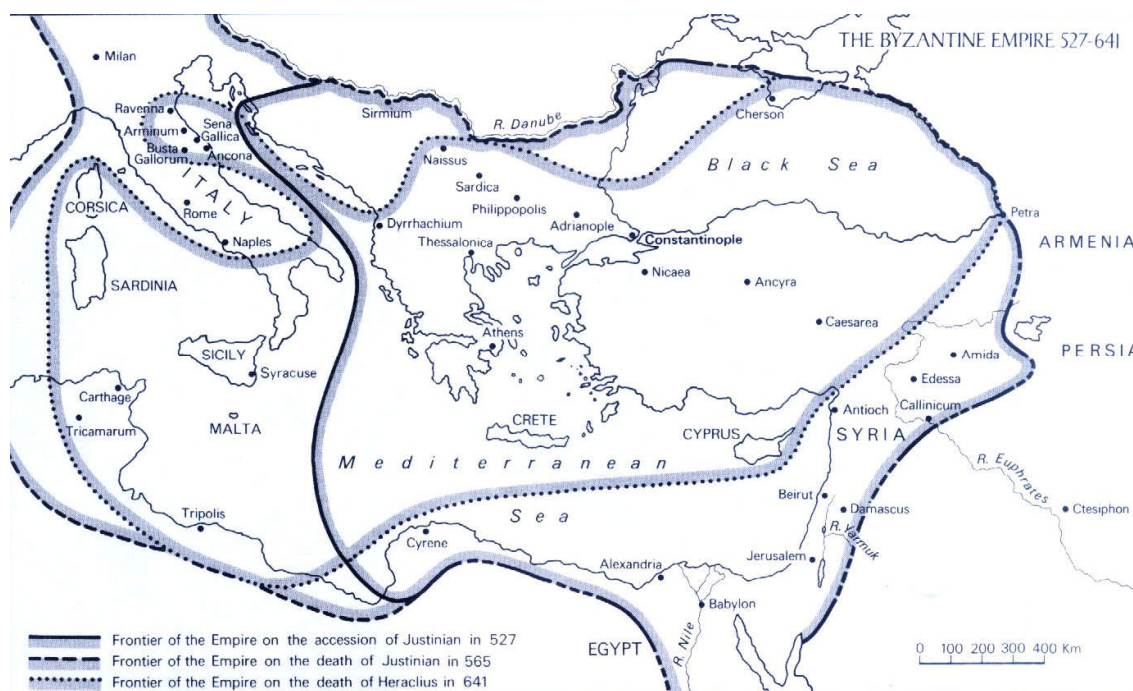 THE BYZANTINE EMPIRE 527-641
Milan
Ravenna
Arminum
Busta
Gallorum
Sena
Gallica
Ancona
ITALY
CORSICA
Rome
Naples
SARDINIA
SICILY
Syracuse
Carthage
Tricamarum
MALTA
Tripolis
Sirmium
R. Danube
Naissus
Sardica
Philippopolis
Dyrrhachium
Adrianople
Thessalonica
Constantinople
Nicaea
Ancyra
Caesarea
Athens
CRETE
CYPRUS
Cherson
Black Sea
Petra
ARMENIA
PERSIA
Amida
Edessa
Callinicum
Antioch
SYRIA
R. Euphrates
Ctesiphon
Beirut
Damascus
R. Yarmuk
Jerusalem
Mediterranean
Sea
Cyrene
Alexandria
Babylon
EGYPT
R. Nile
Frontier of the Empire on the accession of Justinian in 527
Frontier of the Empire on the death of Justinian in 565
Frontier of the Empire on the death of Heraclius in 641
0 100 200 300 400 Km